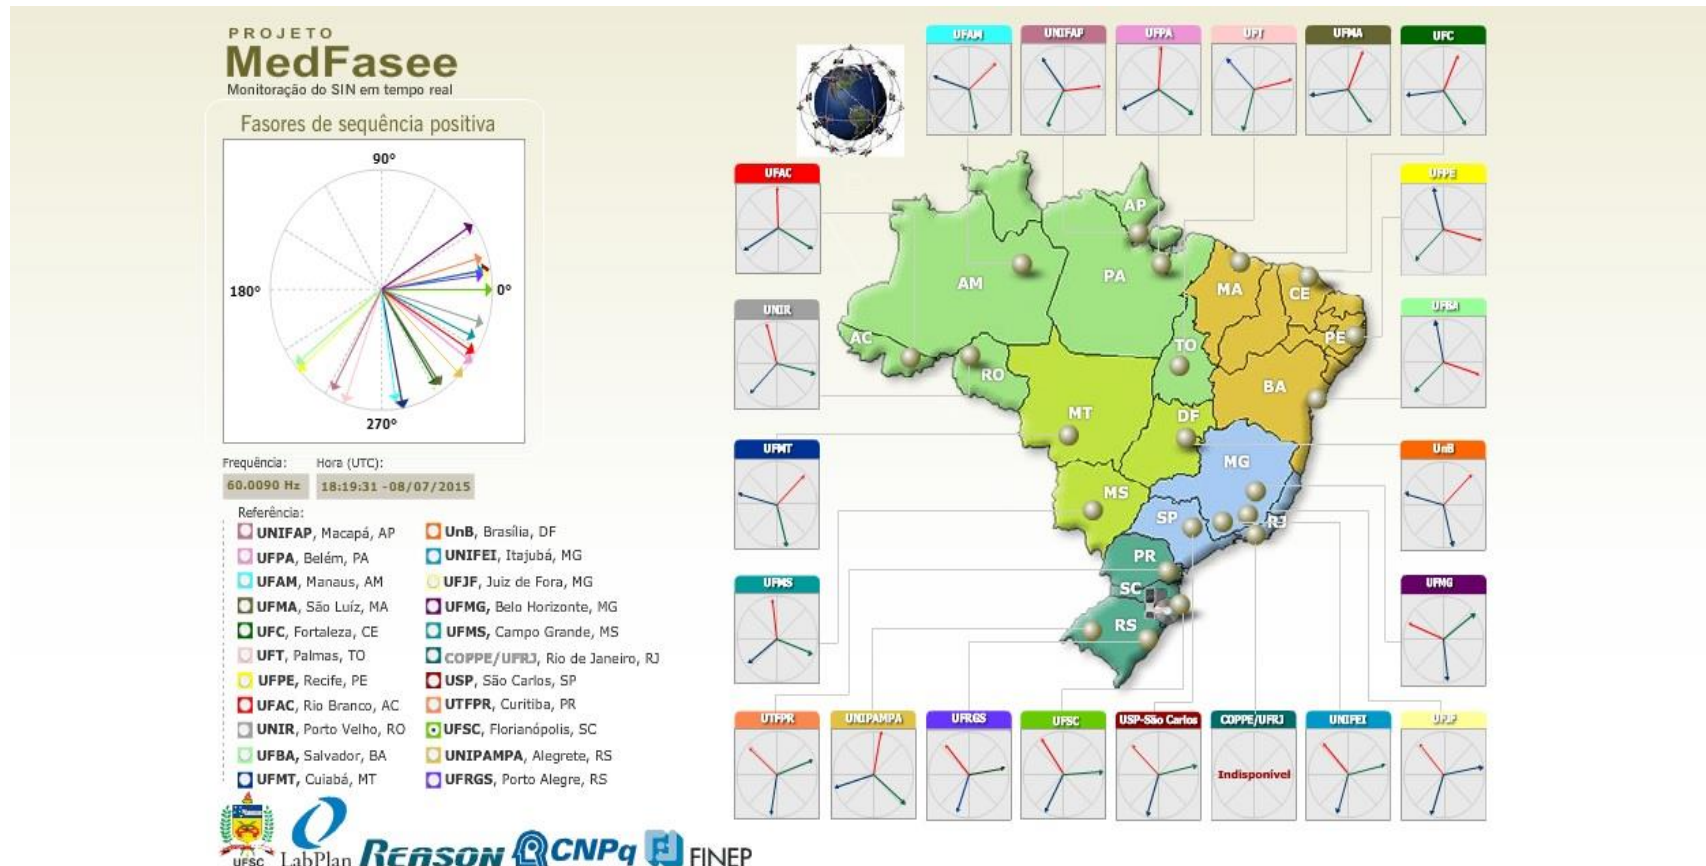 PROJETO
MedFasee
Monitoração do SIN em tempo real
Fasores de sequência positiva
90º
180º
0º
270º
Frequência:
Hora (UTC):
60.0090 Hz
18:19:31 -08/07/2015
Referência:
UNIFAP, Macapá, AP
UFPA, Belém, PA
UFAM, Manaus, AM
UFMA, São Luíz, MA
UFC, Fortaleza, CE
UFT, Palmas, TO
UFPE, Recife, PE
UFAC, Rio Branco, AC
UNIR, Porto Velho, RO
UFBA, Salvador, BA
UFMT, Cuiabá, MT
UnB, Brasília, DF
UNIFEI, Itajubá, MG
UFJF, Juiz de Fora, MG
UFMG, Belo Horizonte, MG
UFMS, Campo Grande, MS
COPPE/UFRJ, Rio de Janeiro, RJ
USP, São Carlos, SP
UTFPR, Curitiba, PR
UFSC, Florianópolis, SC
UNIPAMPA, Alegrete, RS
UFRGS, Porto Alegre, RS
UFSC
LabPlan
REASON
CNPq
FINEP
UFAM
UNIFAP
UFPA
UFT
UFMA
UFC
UFAC
UFPE
UNIR
UFBA
UFMT
UnB
UFMS
UFMG
AP
AM
PA
MA
CE
PE
AC
RO
TO
BA
MT
DF
MG
MS
SP
RJ
PR
SC
RS
UTFPR
UNIPAMPA
UFRGS
UFSC
USP-São Carlos
COPPE/UFRJ
UNIFEI
UFJF
Indisponível